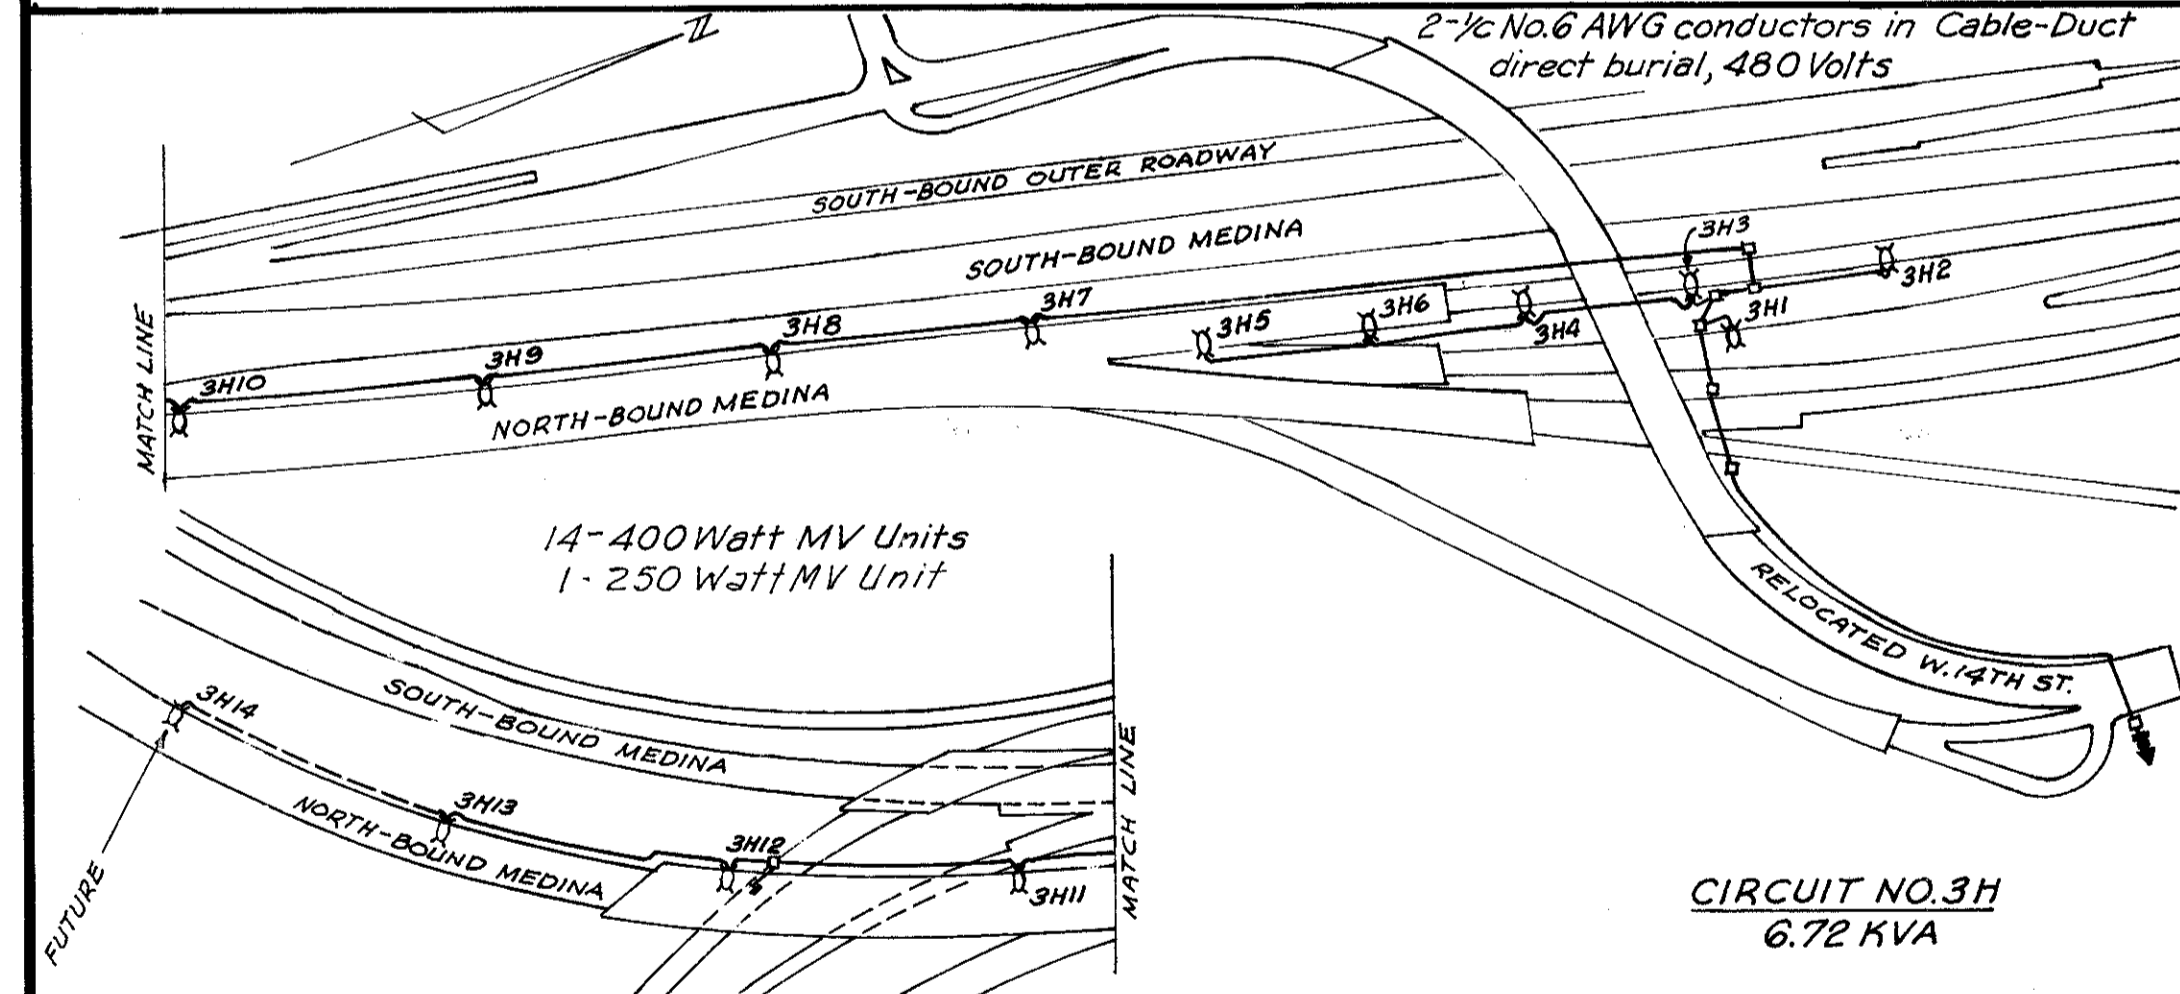 2-1/c No.6 AWG conductors in Cable-Duct
direct burial, 480 Volts
N
SOUTH-BOUND OUTER ROADWAY
SOUTH-BOUND MEDINA
3H3
3H2
3H1
3H7
3H6
3H5
3H4
3H8
3H9
3H10
MATCH LINE
NORTH-BOUND MEDINA
14-400 Watt MV Units
1-250 Watt MV Unit
RELOCATED W.14TH ST.
3H14
SOUTH-BOUND MEDINA
3H13
NORTH-BOUND MEDINA
3H12
3H11
MATCH LINE
FUTURE
CIRCUIT NO.3H
6.72 KVA